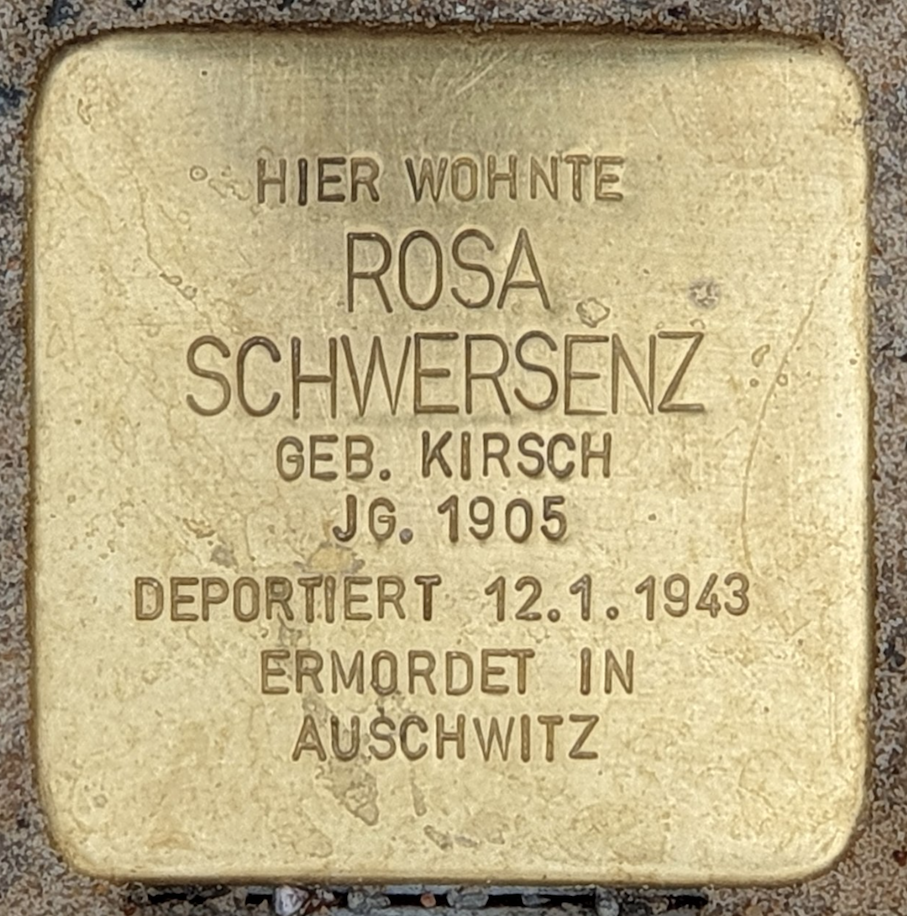 HIER WOHNTE
ROSA
SCHWERSENZ
GEB. KIRSCH
JG. 1905
DEPORTIERT 12.1.1943
ERMORDET IN
AUSCHWITZ